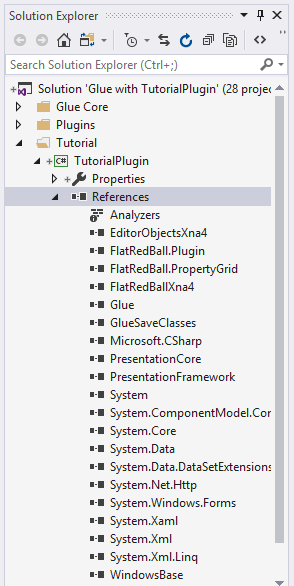 Solution Explorer
Search Solution Explorer (Ctrl+;)
Solution 'Glue with TutorialPlugin' (28 projec
Glue Core
Plugins
Tutorial
C# TutorialPlugin
Properties
References
Analyzers
EditorObjectsXna4
FlatRedBall.Plugin
FlatRedBall.PropertyGrid
FlatRedBallXna4
Glue
GlueSaveClasses
Microsoft.CSharp
PresentationCore
PresentationFramework
System
System.ComponentModel.Cor
System.Core
System.Data
System.Data.DataSetExtensions
System.Net.Http
System.Windows.Forms
System.Xaml
System.Xml
System.Xml.Linq
WindowsBase